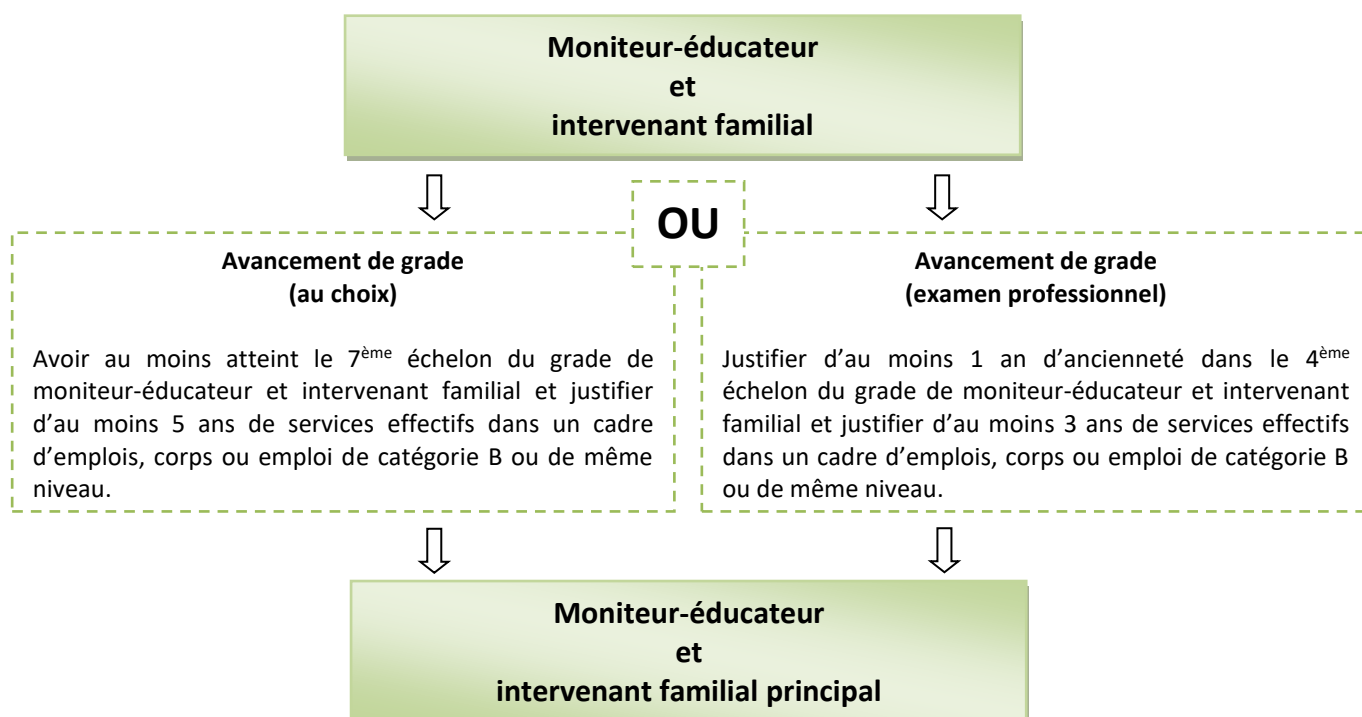 Moniteur-éducateur
et
intervenant familial
OU
Avancement de grade
(au choix)
Avoir au moins atteint le 7ème échelon du grade de
moniteur-éducateur et intervenant familial et justifier
d’au moins 5 ans de services effectifs dans un cadre
d’emplois, corps ou emploi de catégorie B ou de même
niveau.
Avancement de grade
(examen professionnel)
Justifier d’au moins 1 an d’ancienneté dans le 4ème
échelon du grade de moniteur-éducateur et intervenant
familial et justifier d’au moins 3 ans de services effectifs
dans un cadre d’emplois, corps ou emploi de catégorie B
ou de même niveau.
Moniteur-éducateur
et
intervenant familial principal